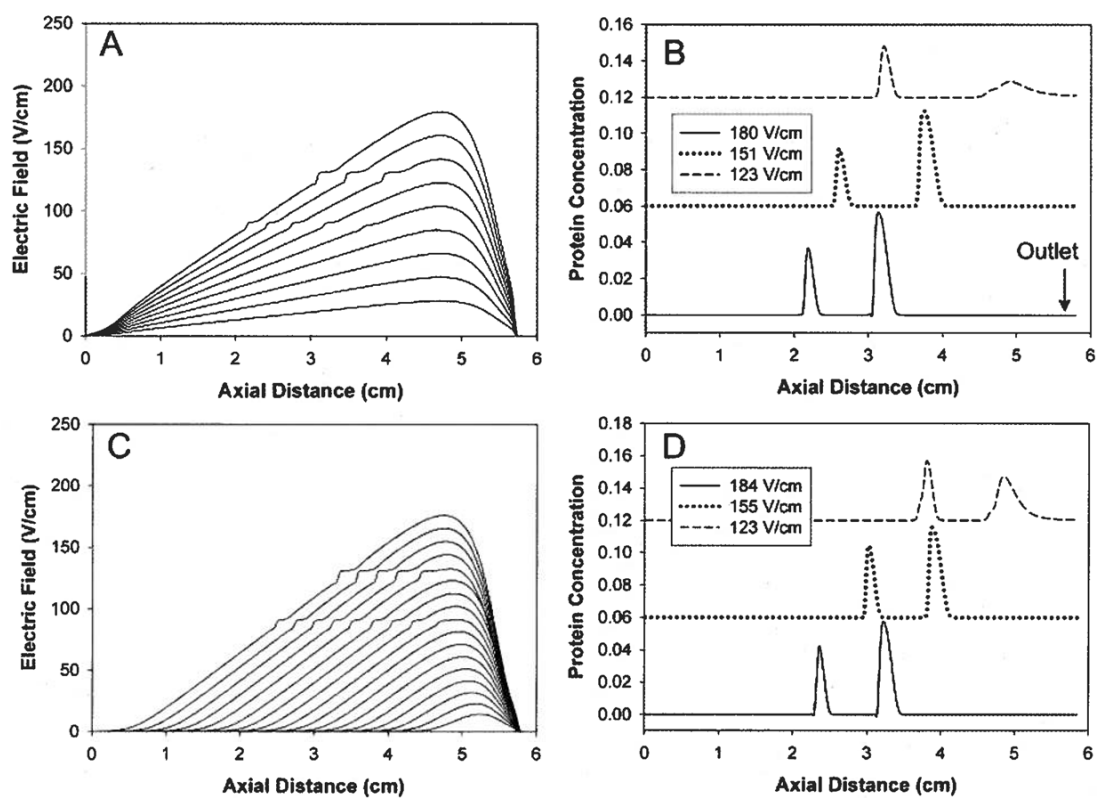 A
Electric Field (V/cm)
250
200
150
100
50
0
0 1 2 3 4 5 6
Axial Distance (cm)
B
Protein Concentration
0.16
0.14
0.12
0.10
0.08
0.06
0.04
0.02
0.00
180 V/cm
151 V/cm
123 V/cm
Outlet
0 1 2 3 4 5 6
Axial Distance (cm)
C
Electric Field (V/cm)
250
200
150
100
50
0
0 1 2 3 4 5 6
Axial Distance (cm)
D
Protein Concentration
0.18
0.16
0.14
0.12
0.10
0.08
0.06
0.04
0.02
0.00
184 V/cm
155 V/cm
123 V/cm
0 1 2 3 4 5 6
Axial Distance (cm)